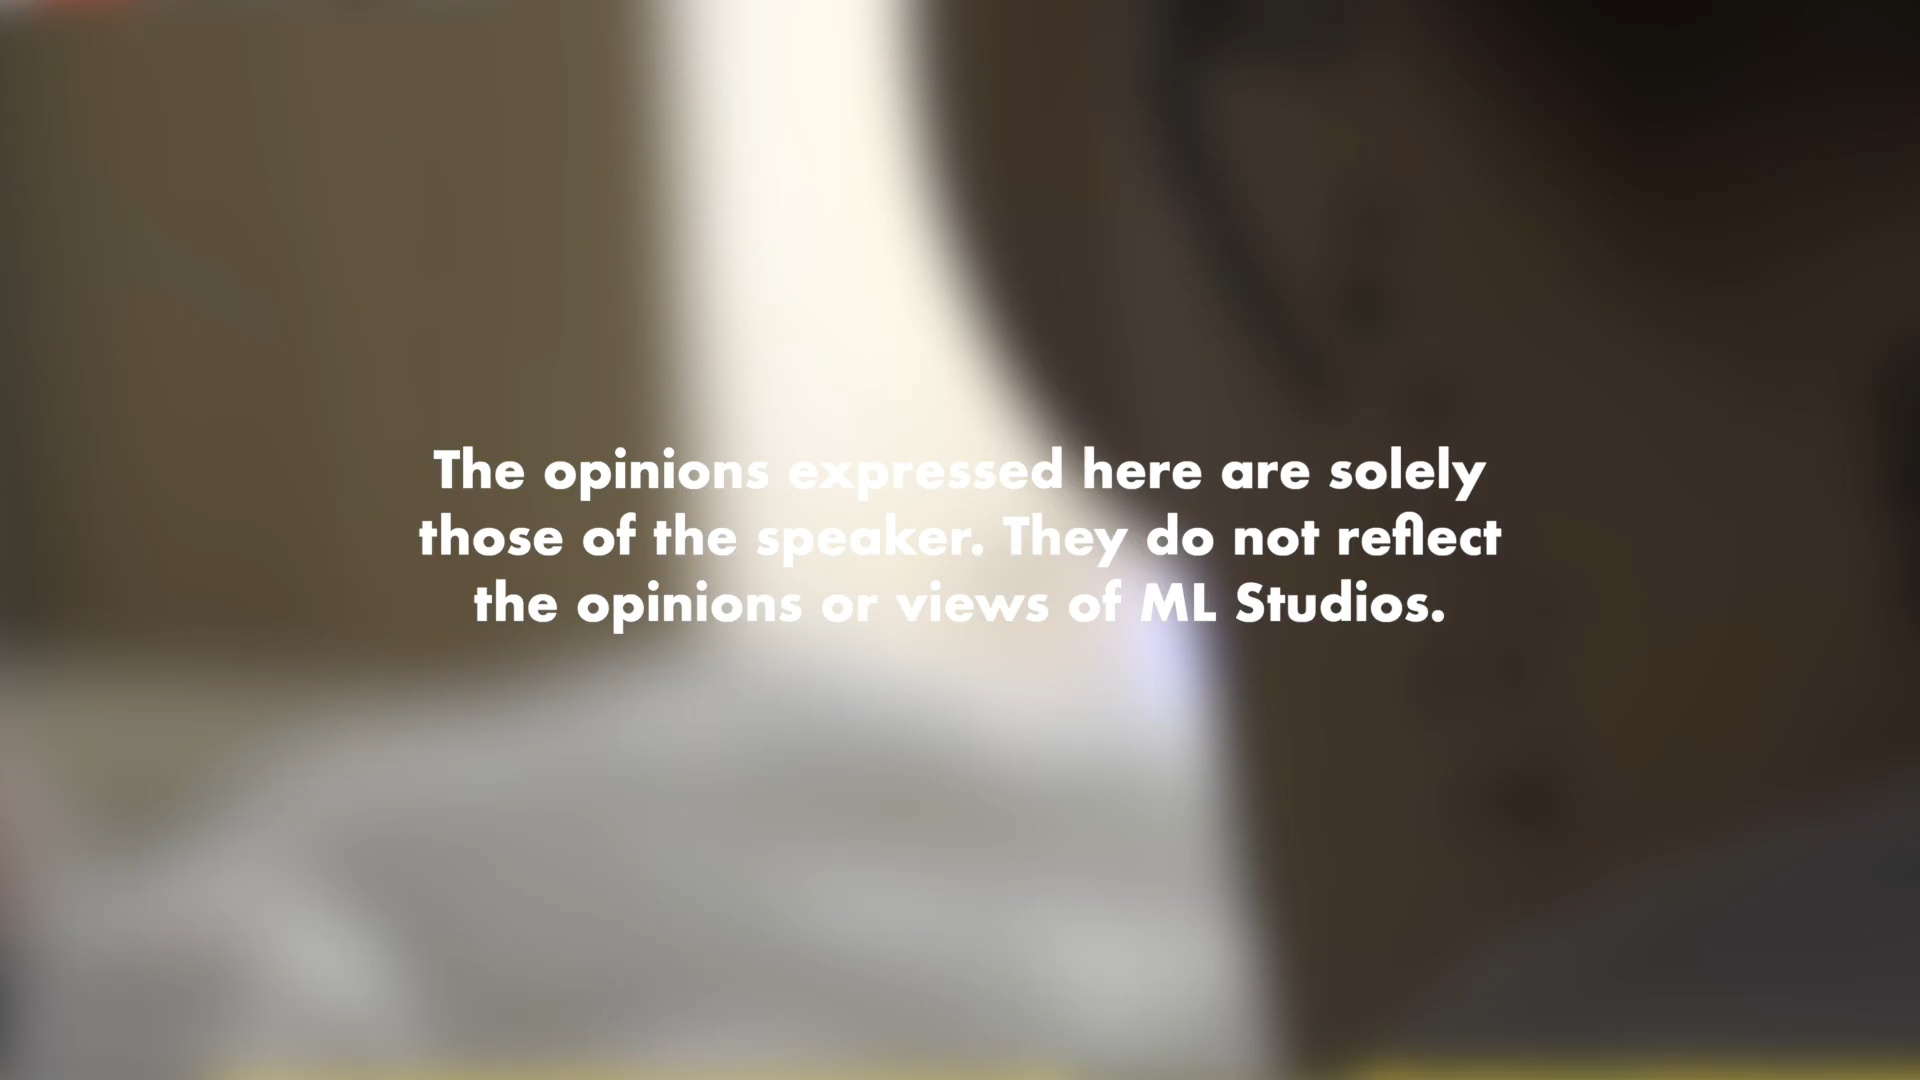 The opinions expressed here are solely
those of the speaker. They do not reflect
the opinions or views of ML Studios.